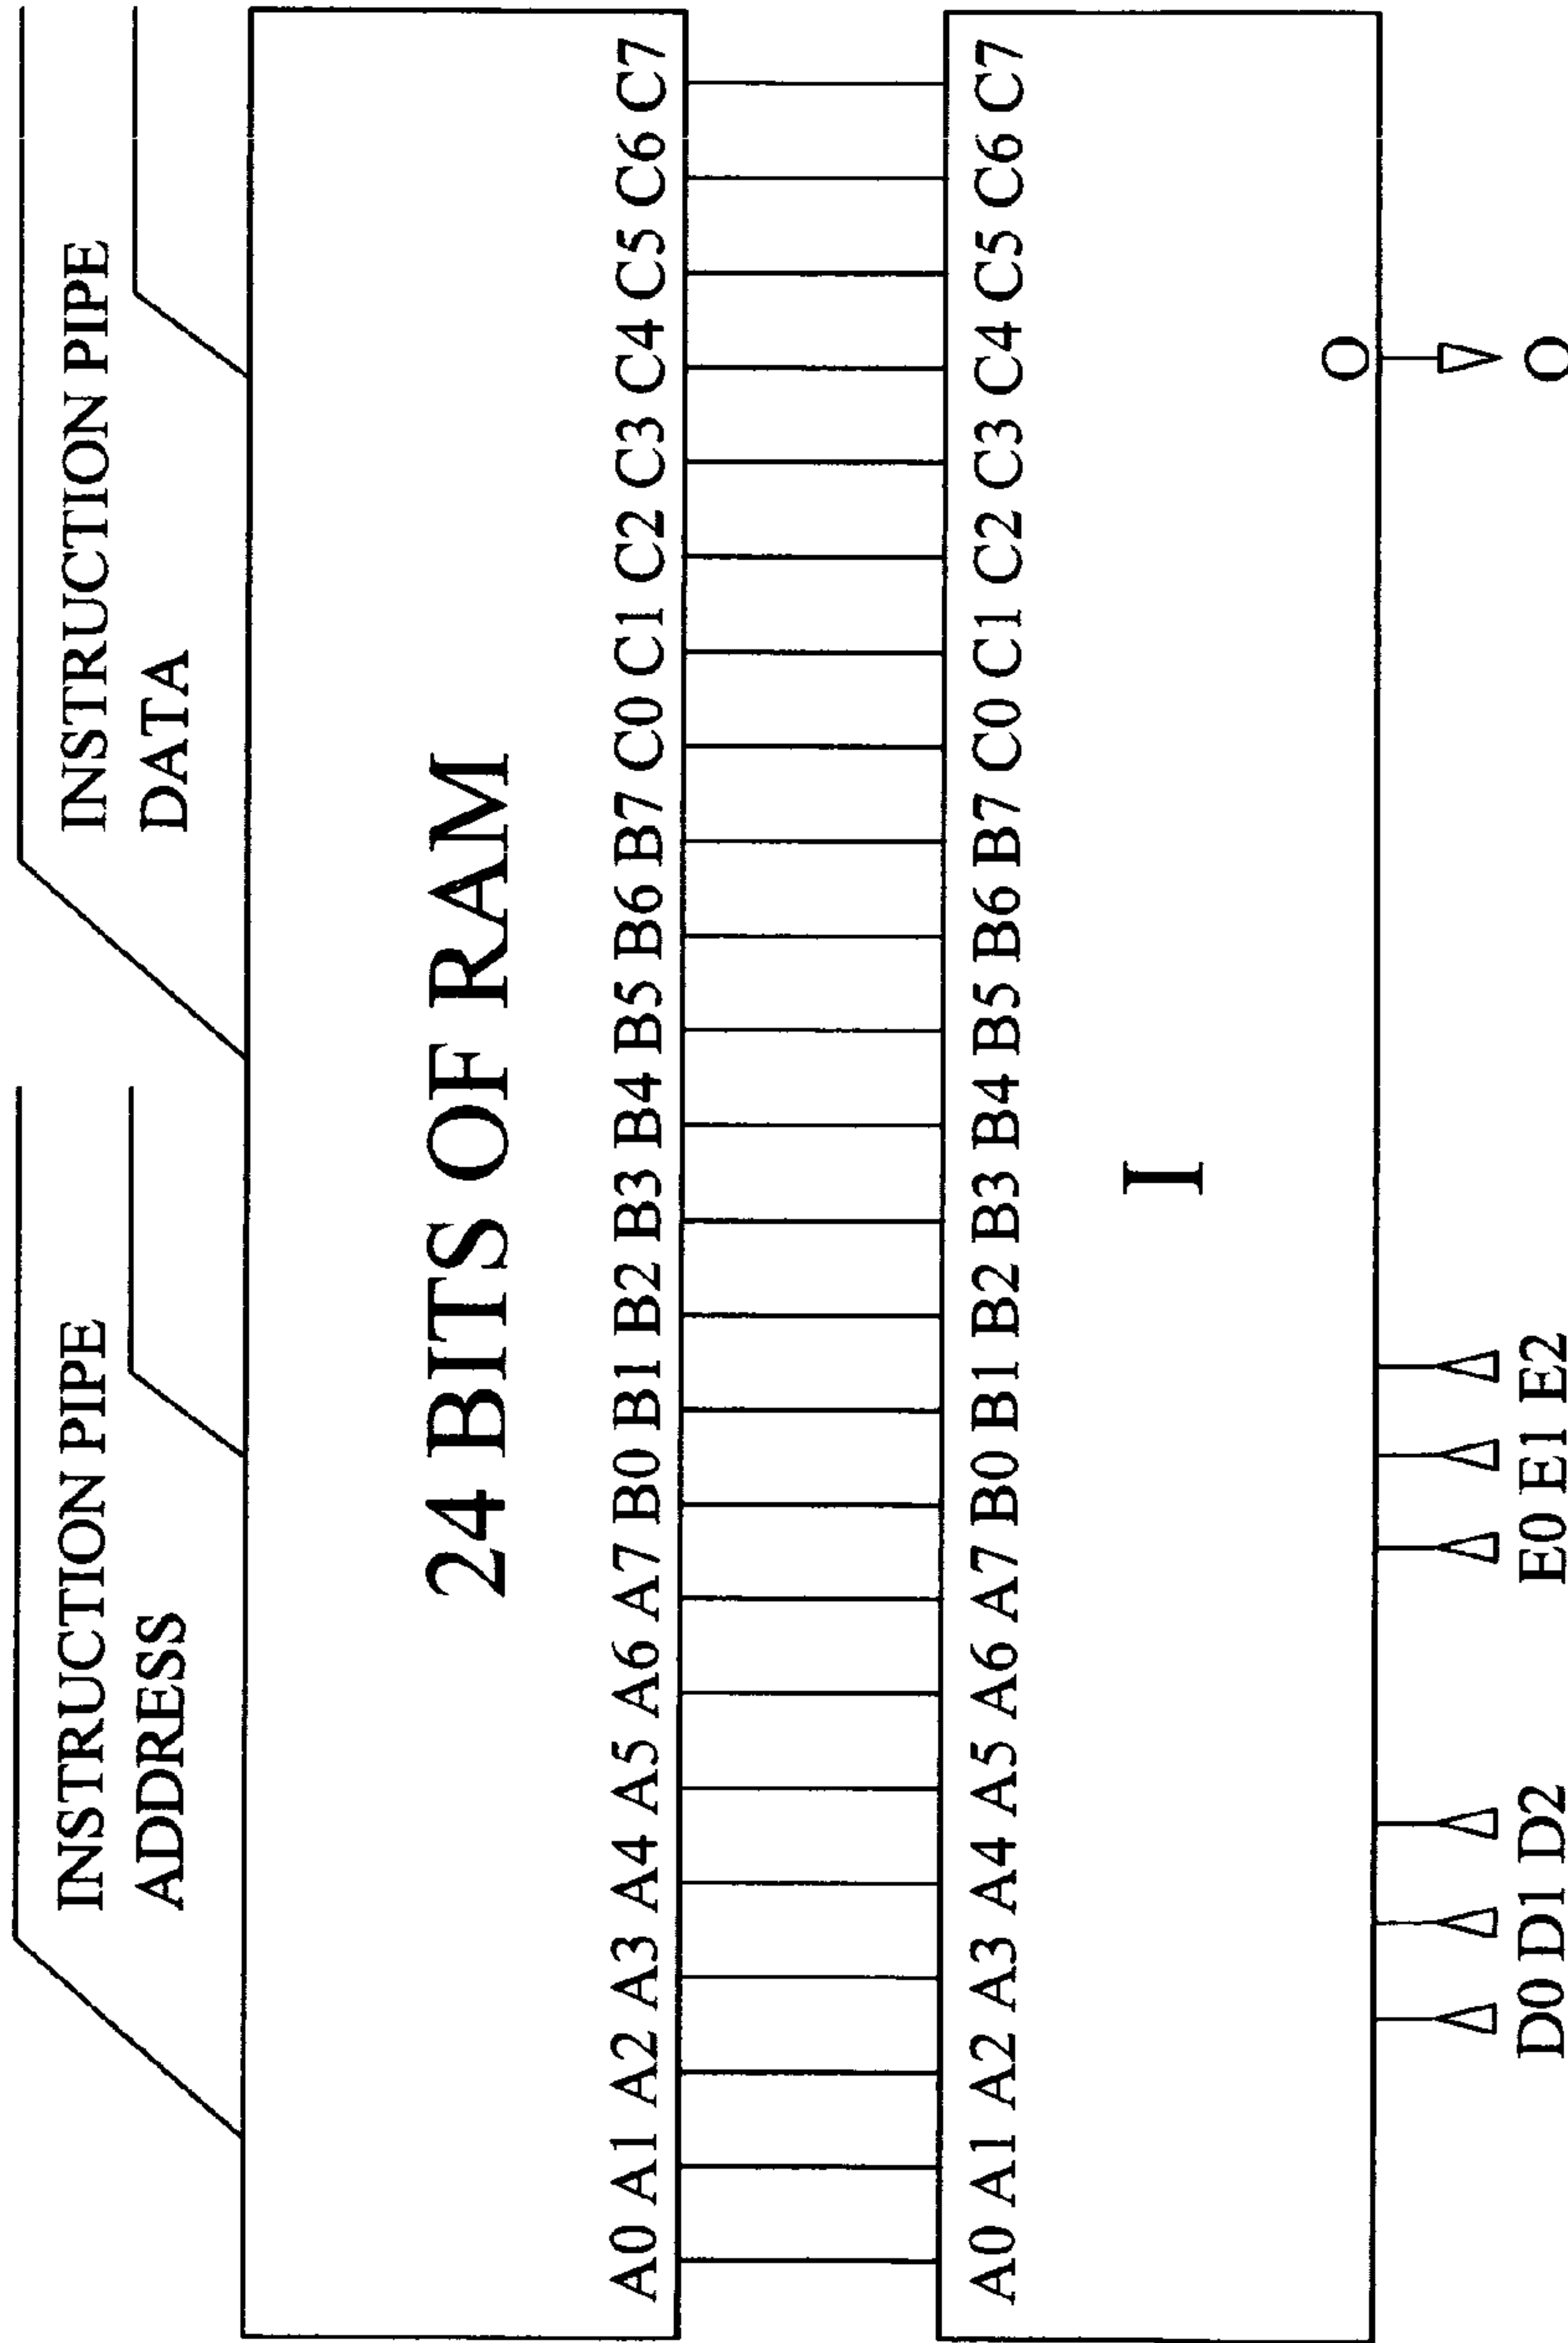 INSTRUCTION PIPE
ADDRESS
INSTRUCTION PIPE
DATA
24 BITS OF RAM
A0 A1 A2 A3 A4 A5 A6 A7 B0 B1 B2 B3 B4 B5 B6 B7 C0 C1 C2 C3 C4 C5 C6 C7
A0 A1 A2 A3 A4 A5 A6 A7 B0 B1 B2 B3 B4 B5 B6 B7 C0 C1 C2 C3 C4 C5 C6 C7
I
O
D0 D1 D2 E0 E1 E2 O